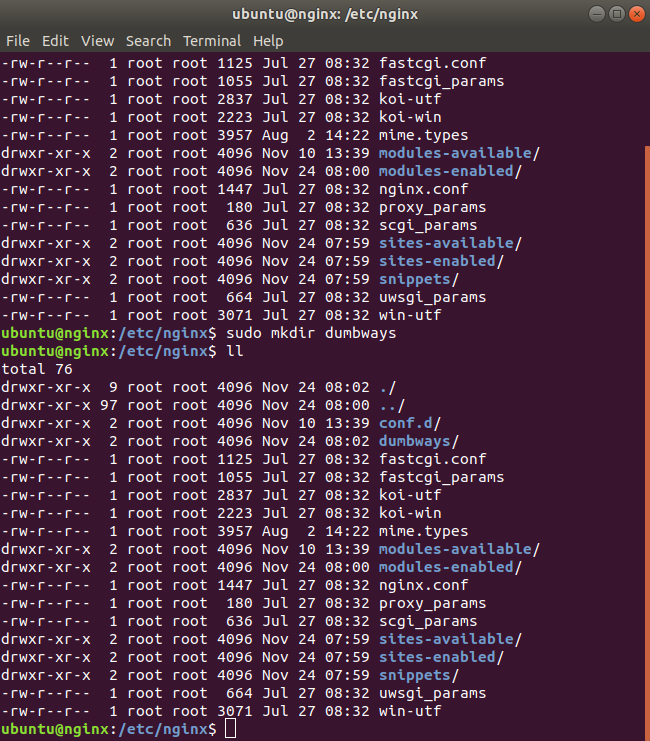 ubuntu@nginx: /etc/nginx
File Edit View Search Terminal Help
-rw-r--r--  1 root root 1125 Jul 27 08:32 fastcgi.conf
-rw-r--r--  1 root root 1055 Jul 27 08:32 fastcgi_params
-rw-r--r--  1 root root 2837 Jul 27 08:32 koi-utf
-rw-r--r--  1 root root 2223 Jul 27 08:32 koi-win
-rw-r--r--  1 root root 3957 Aug  2 14:22 mime.types
drwxr-xr-x  2 root root 4096 Nov 10 13:39 modules-available/
drwxr-xr-x  2 root root 4096 Nov 24 08:00 modules-enabled/
-rw-r--r--  1 root root 1447 Jul 27 08:32 nginx.conf
-rw-r--r--  1 root root  180 Jul 27 08:32 proxy_params
-rw-r--r--  1 root root  636 Jul 27 08:32 scgi_params
drwxr-xr-x  2 root root 4096 Nov 24 07:59 sites-available/
drwxr-xr-x  2 root root 4096 Nov 24 07:59 sites-enabled/
drwxr-xr-x  2 root root 4096 Nov 24 07:59 snippets/
-rw-r--r--  1 root root  664 Jul 27 08:32 uwsgi_params
-rw-r--r--  1 root root 3071 Jul 27 08:32 win-utf
ubuntu@nginx:/etc/nginx$ sudo mkdir dumbways
ubuntu@nginx:/etc/nginx$ ll
total 76
drwxr-xr-x  9 root root 4096 Nov 24 08:02 ./
drwxr-xr-x 97 root root 4096 Nov 24 08:00 ../
drwxr-xr-x  2 root root 4096 Nov 10 13:39 conf.d/
drwxr-xr-x  2 root root 4096 Nov 24 08:02 dumbways/
-rw-r--r--  1 root root 1125 Jul 27 08:32 fastcgi.conf
-rw-r--r--  1 root root 1055 Jul 27 08:32 fastcgi_params
-rw-r--r--  1 root root 2837 Jul 27 08:32 koi-utf
-rw-r--r--  1 root root 2223 Jul 27 08:32 koi-win
-rw-r--r--  1 root root 3957 Aug  2 14:22 mime.types
drwxr-xr-x  2 root root 4096 Nov 10 13:39 modules-available/
drwxr-xr-x  2 root root 4096 Nov 24 08:00 modules-enabled/
-rw-r--r--  1 root root 1447 Jul 27 08:32 nginx.conf
-rw-r--r--  1 root root  180 Jul 27 08:32 proxy_params
-rw-r--r--  1 root root  636 Jul 27 08:32 scgi_params
drwxr-xr-x  2 root root 4096 Nov 24 07:59 sites-available/
drwxr-xr-x  2 root root 4096 Nov 24 07:59 sites-enabled/
drwxr-xr-x  2 root root 4096 Nov 24 07:59 snippets/
-rw-r--r--  1 root root  664 Jul 27 08:32 uwsgi_params
-rw-r--r--  1 root root 3071 Jul 27 08:32 win-utf
ubuntu@nginx:/etc/nginx$